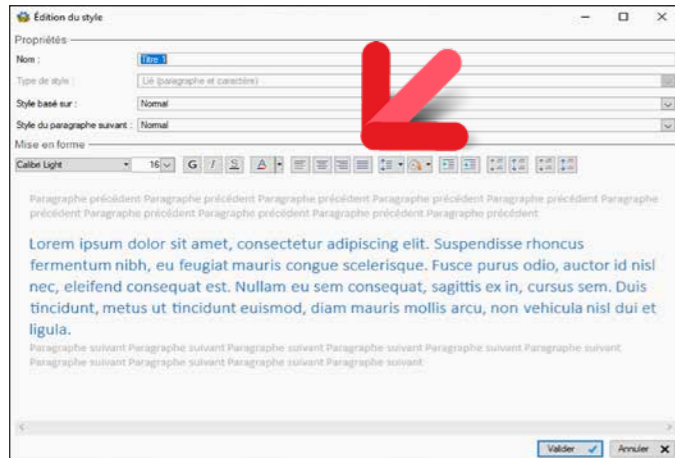 Édition du style
Propriétés
Nom : Titre 1
Type de style : Lié (paragraphe et caractère)
Style basé sur : Normal
Style du paragraphe suivant : Normal
Mise en forme
Calibri Light 16 G I S A
Paragraphe précédent Paragraphe précédent Paragraphe précédent Paragraphe précédent Paragraphe précédent Paragraphe
précédent Paragraphe précédent Paragraphe précédent Paragraphe précédent Paragraphe précédent
Lorem ipsum dolor sit amet, consectetur adipiscing elit. Suspendisse rhoncus
fermentum nibh, eu feugiat mauris congue scelerisque. Fusce purus odio, auctor id nisl
nec, eleifend consequat est. Nullam eu sem consequat, sagittis ex in, cursus sem. Duis
tincidunt, metus ut tincidunt euismod, diam mauris mollis arcu, non vehicula nisl dui et
ligula.
Paragraphe suivant Paragraphe suivant Paragraphe suivant Paragraphe suivant Paragraphe suivant Paragraphe suivant
Paragraphe suivant Paragraphe suivant Paragraphe suivant Paragraphe suivant
Valider Annuler